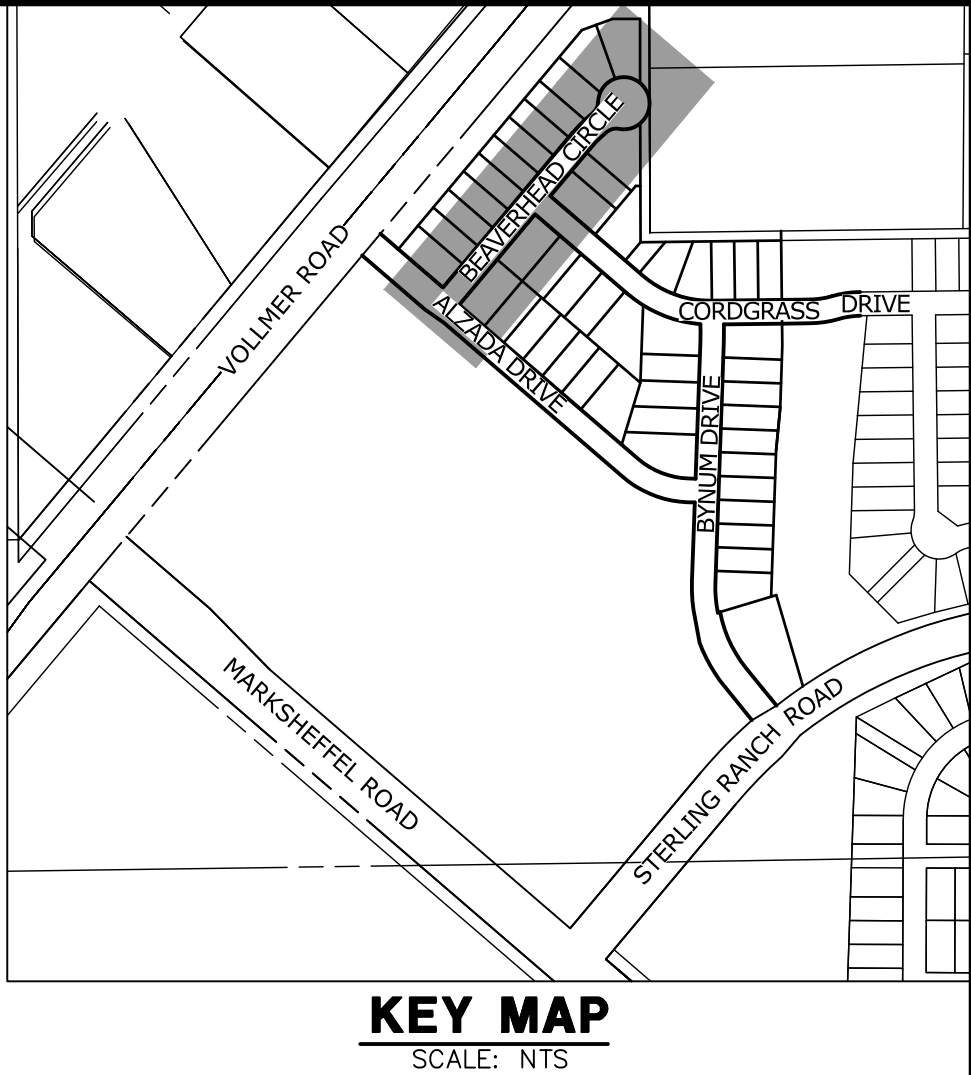 BEAVERHEAD CIRCLE
VOLLMER ROAD
ALZADA DRIVE
CORDGRASS DRIVE
BYNUM DRIVE
MARKSHEFFEL ROAD
STERLING RANCH ROAD
KEY MAP
SCALE: NTS